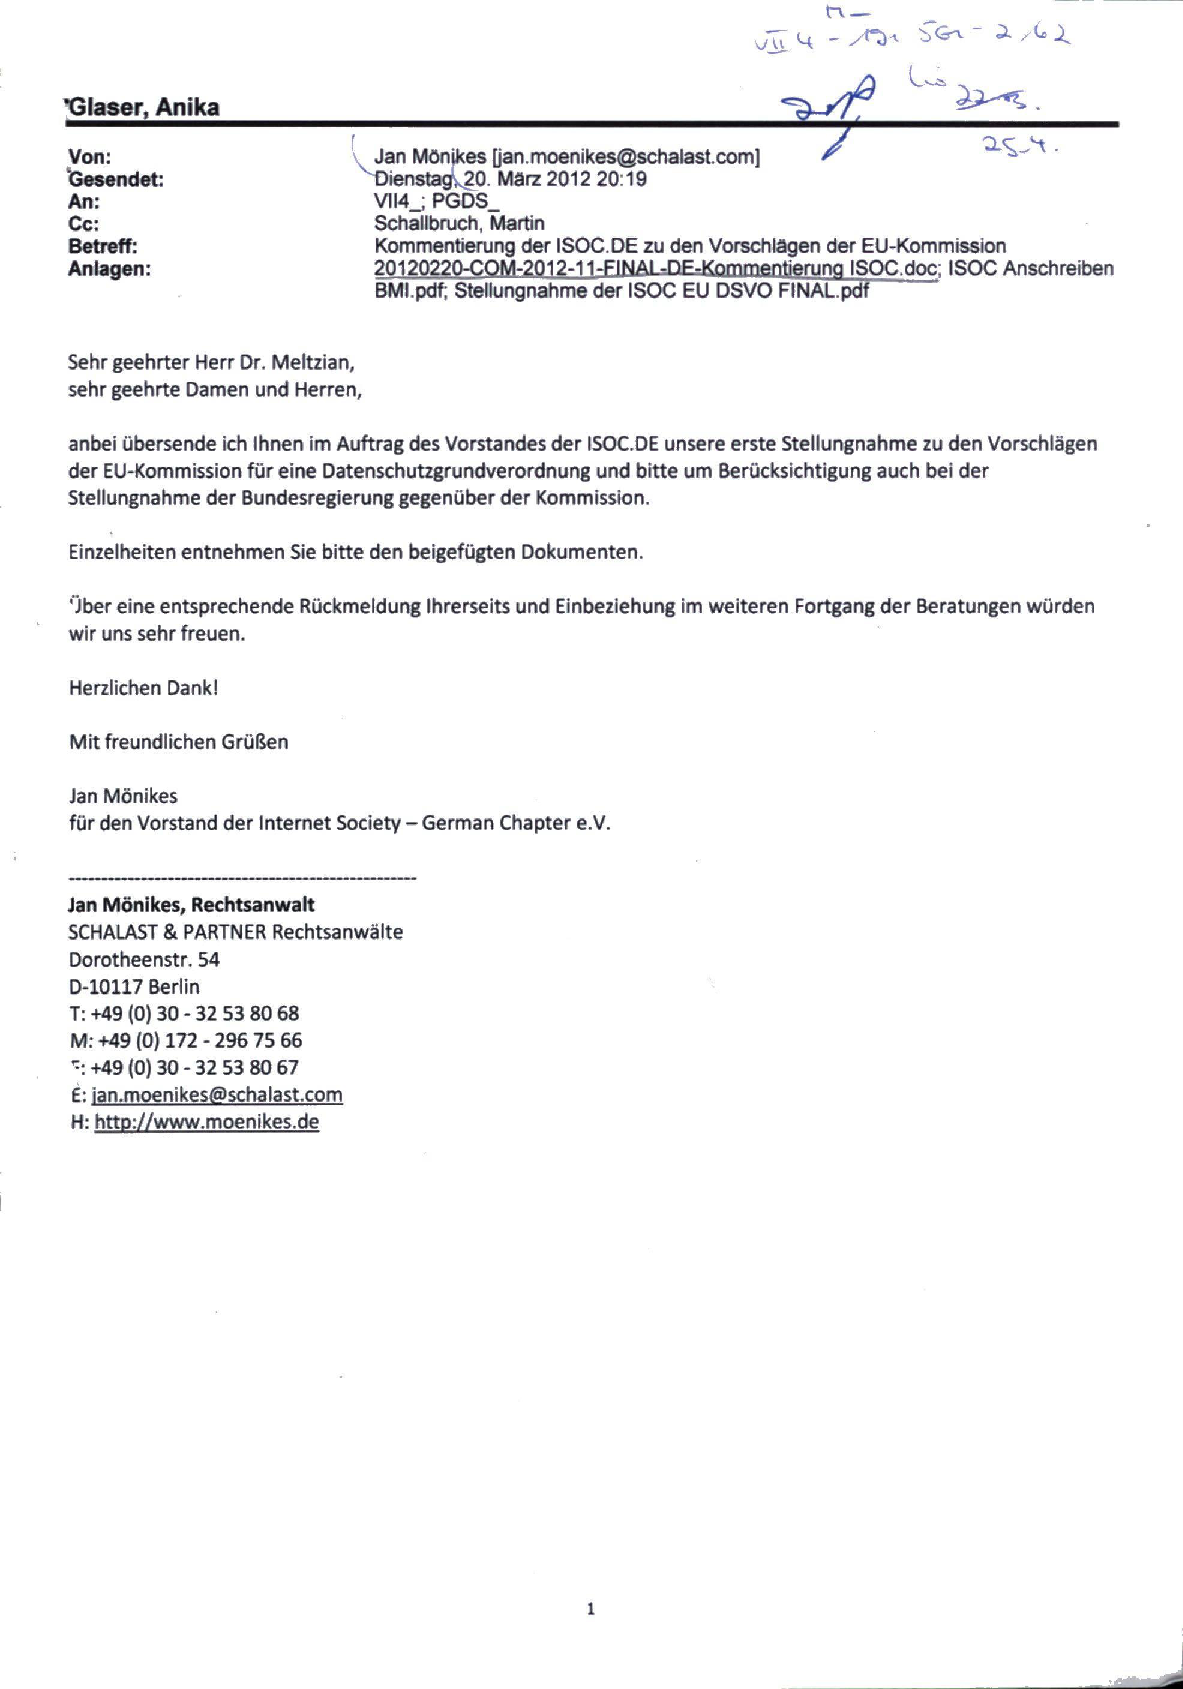 Glaser, Anika
22.3.
25.4.
Von: Jan Mönikes [jan.moenikes@schalast.com]
Gesendet: Dienstag, 20. März 2012 20:19
An: VII4_; PGDS_
Cc: Schallbruch, Martin
Betreff: Kommentierung der ISOC.DE zu den Vorschlägen der EU-Kommission
Anlagen: 20120220-COM-2012-11-FINAL-DE-Kommentierung ISOC.doc; ISOC Anschreiben
BMI.pdf; Stellungnahme der ISOC EU DSVO FINAL.pdf
Sehr geehrter Herr Dr. Meltzian,
sehr geehrte Damen und Herren,
anbei übersende ich Ihnen im Auftrag des Vorstandes der ISOC.DE unsere erste Stellungnahme zu den Vorschlägen
der EU-Kommission für eine Datenschutzgrundverordnung und bitte um Berücksichtigung auch bei der
Stellungnahme der Bundesregierung gegenüber der Kommission.
Einzelheiten entnehmen Sie bitte den beigefügten Dokumenten.
Über eine entsprechende Rückmeldung Ihrerseits und Einbeziehung im weiteren Fortgang der Beratungen würden
wir uns sehr freuen.
Herzlichen Dank!
Mit freundlichen Grüßen
Jan Mönikes
für den Vorstand der Internet Society – German Chapter e.V.
Jan Mönikes, Rechtsanwalt
SCHALAST & PARTNER Rechtsanwälte
Dorotheenstr. 54
D-10117 Berlin
T: +49 (0) 30 - 32 53 80 68
M: +49 (0) 172 - 296 75 66
F: +49 (0) 30 - 32 53 80 67
E: jan.moenikes@schalast.com
H: http://www.moenikes.de
1